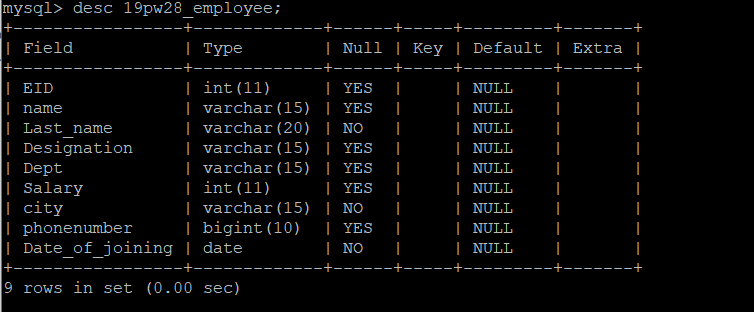 mysql> desc 19pw28_employee;
+-----------------+-------------+------+-----+---------+-------+
| Field           | Type        | Null | Key | Default | Extra |
+-----------------+-------------+------+-----+---------+-------+
| EID             | int(11)     | YES  |     | NULL    |       |
| name            | varchar(15) | YES  |     | NULL    |       |
| Last_name       | varchar(20) | NO   |     | NULL    |       |
| Designation     | varchar(15) | YES  |     | NULL    |       |
| Dept            | varchar(15) | YES  |     | NULL    |       |
| Salary          | int(11)     | YES  |     | NULL    |       |
| city            | varchar(15) | NO   |     | NULL    |       |
| phonenumber     | bigint(10)  | YES  |     | NULL    |       |
| Date_of_joining | date        | NO   |     | NULL    |       |
+-----------------+-------------+------+-----+---------+-------+
9 rows in set (0.00 sec)